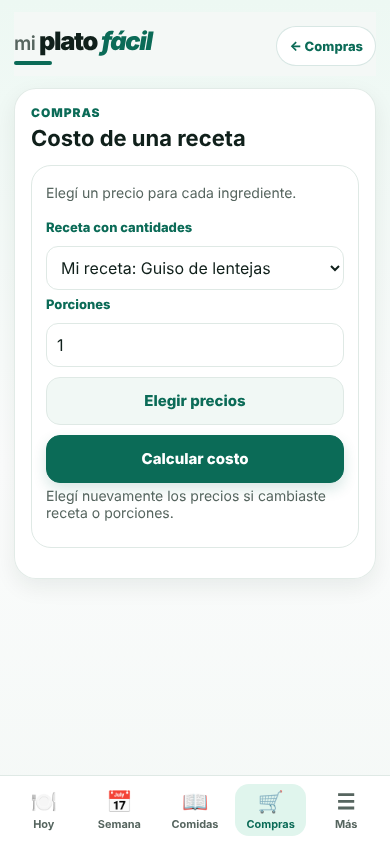 mi plato fácil
← Compras
COMPRAS
Costo de una receta
Elegí un precio para cada ingrediente.
Receta con cantidades
Mi receta: Guiso de lentejas
Porciones
1
Elegir precios
Calcular costo
Elegí nuevamente los precios si cambiaste
receta o porciones.
July
17
Hoy
Semana
Comidas
Compras
Más